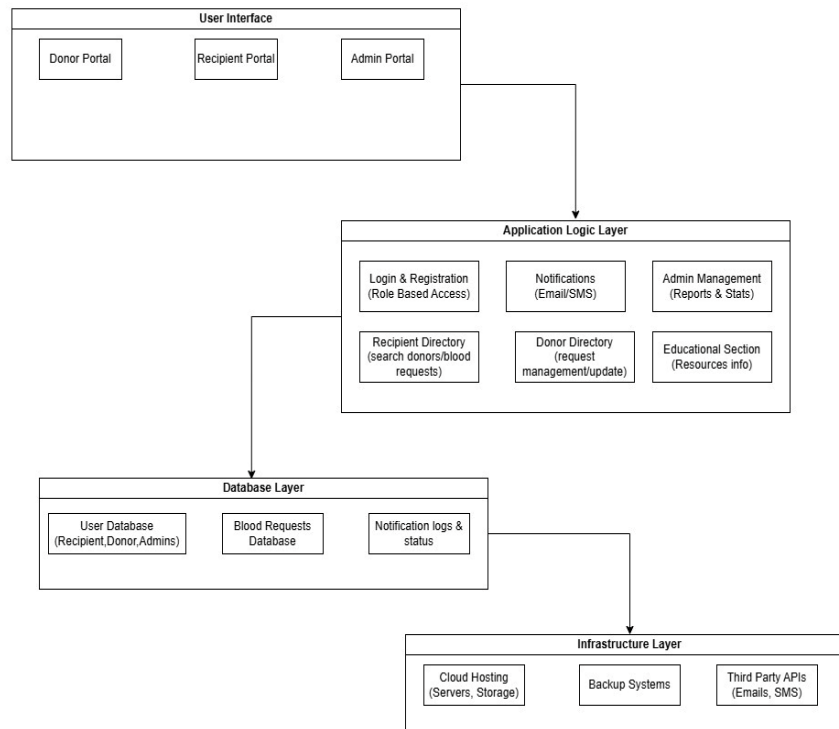 User Interface
Donor Portal
Recipient Portal
Admin Portal
Application Logic Layer
Login & Registration
(Role Based Access)
Notifications
(Email/SMS)
Admin Management
(Reports & Stats)
Recipient Directory
(search donors/blood
requests)
Donor Directory
(request
management/update)
Educational Section
(Resources info)
Database Layer
User Database
(Recipient,Donor,Admins)
Blood Requests
Database
Notification logs &
status
Infrastructure Layer
Cloud Hosting
(Servers, Storage)
Backup Systems
Third Party APIs
(Emails, SMS)